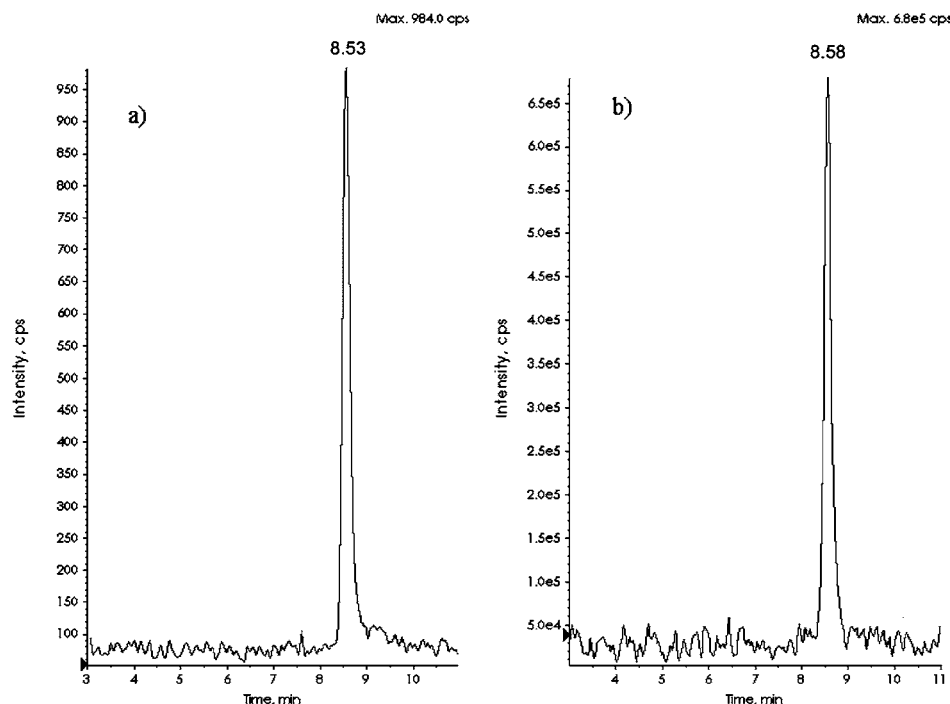 Max. 984.0 cps
8.53
a)
950
900
850
800
750
700
650
600
550
500
450
400
350
300
250
200
150
100
Intensity, cps
3 4 5 6 7 8 9 10
Time, min
Max. 6.8e5 cps
8.58
b)
6.5e5
6.0e5
5.5e5
5.0e5
4.5e5
4.0e5
3.5e5
3.0e5
2.5e5
2.0e5
1.5e5
1.0e5
5.0e4
Intensity, cps
4 5 6 7 8 9 10 11
Time, min